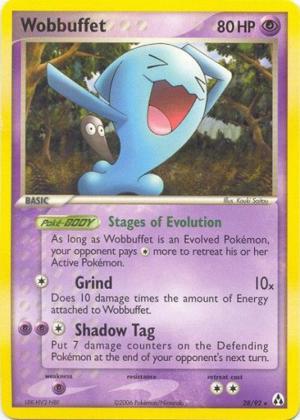 Wobbuffet 80 HP
BASIC Illus. Kouki Saitou
Poké-BODY Stages of Evolution
As long as Wobbuffet is an Evolved Pokémon,
your opponent pays more to retreat his or her
Active Pokémon.
Grind 10x
Does 10 damage times the amount of Energy
attached to Wobbuffet.
Shadow Tag
Put 7 damage counters on the Defending
Pokémon at the end of your opponent's next turn.
weakness resistance retreat cost
©2006 Pokémon/Nintendo 28/92